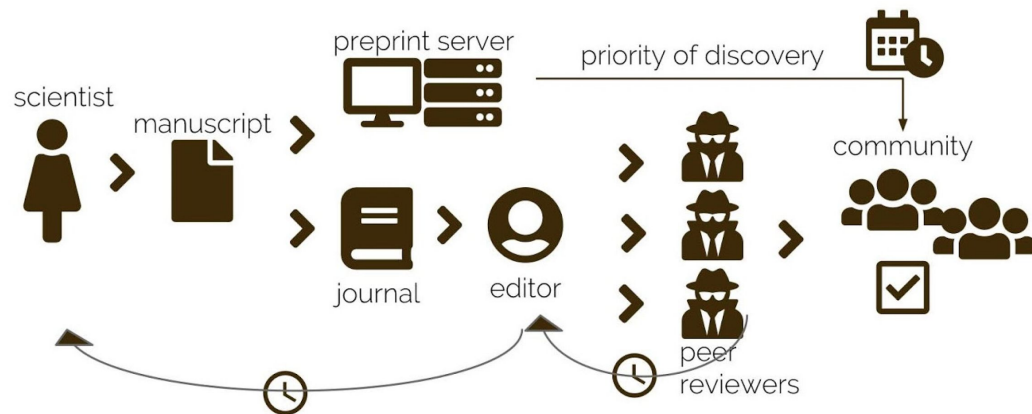 preprint server
priority of discovery
scientist
manuscript
community
journal
editor
peer
reviewers